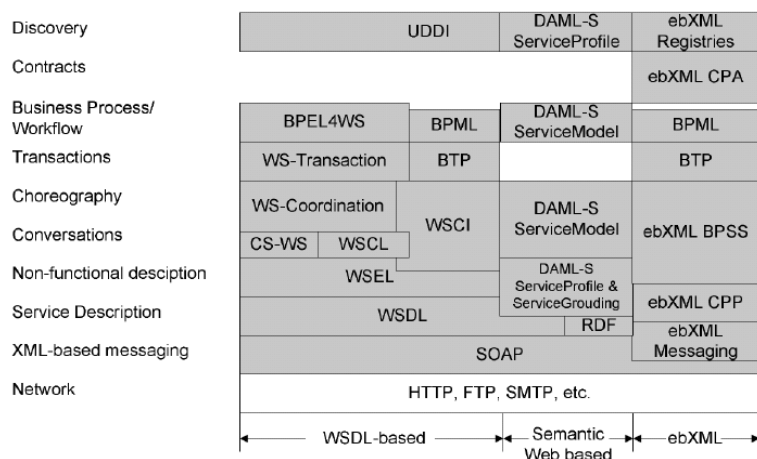 Discovery
UDDI
DAML-S
ServiceProfile
ebXML
Registries
Contracts
ebXML CPA
Business Process/
Workflow
BPEL4WS
BPML
DAML-S
ServiceModel
BPML
Transactions
WS-Transaction
BTP
BTP
Choreography
WS-Coordination
WSCI
DAML-S
ServiceModel
ebXML BPSS
Conversations
CS-WS
WSCL
Non-functional desciption
WSEL
DAML-S
ServiceProfile &
ServiceGrouding
ebXML CPP
Service Description
WSDL
RDF
XML-based messaging
SOAP
ebXML
Messaging
Network
HTTP, FTP, SMTP, etc.
WSDL-based
Semantic
Web based
ebXML